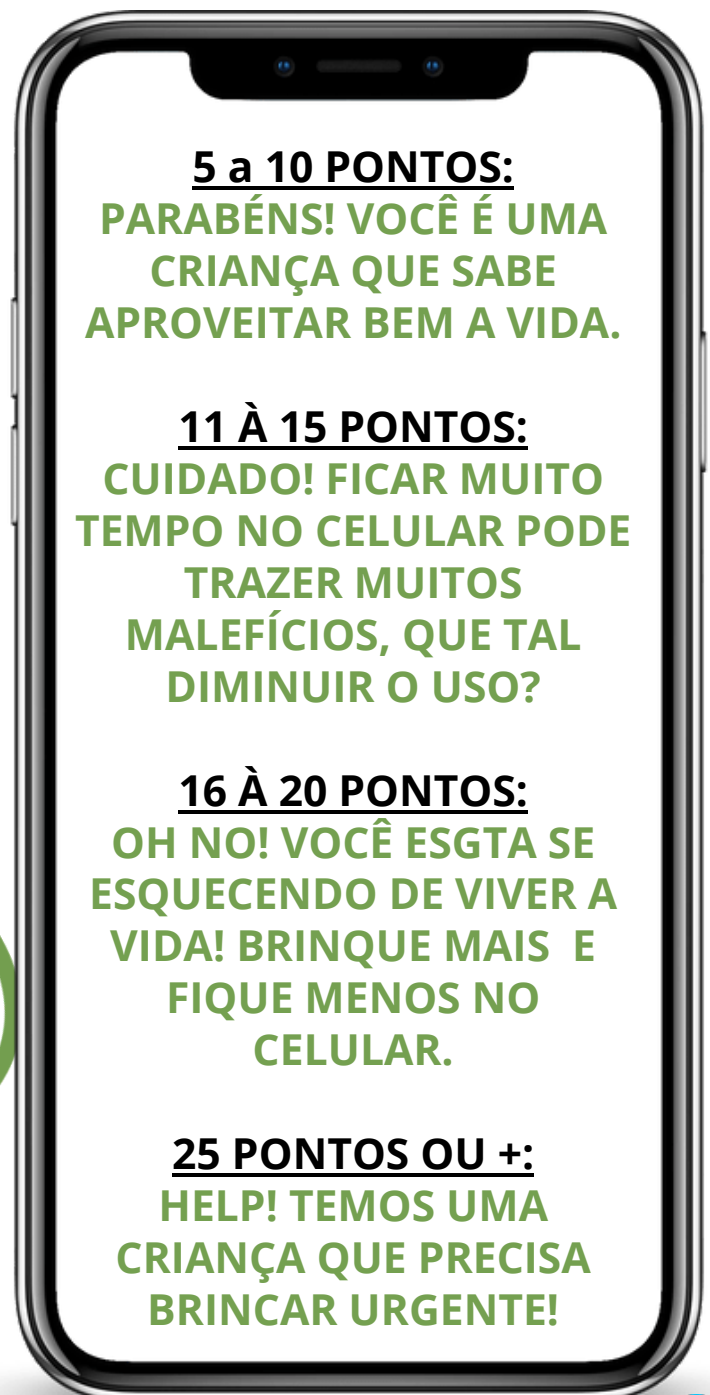 5 a 10 PONTOS:
PARABÉNS! VOCÊ É UMA
CRIANÇA QUE SABE
APROVEITAR BEM A VIDA.
11 À 15 PONTOS:
CUIDADO! FICAR MUITO
TEMPO NO CELULAR PODE
TRAZER MUITOS
MALEFÍCIOS, QUE TAL
DIMINUIR O USO?
16 À 20 PONTOS:
OH NO! VOCÊ ESGTA SE
ESQUECENDO DE VIVER A
VIDA! BRINQUE MAIS  E
FIQUE MENOS NO
CELULAR.
25 PONTOS OU +:
HELP! TEMOS UMA
CRIANÇA QUE PRECISA
BRINCAR URGENTE!